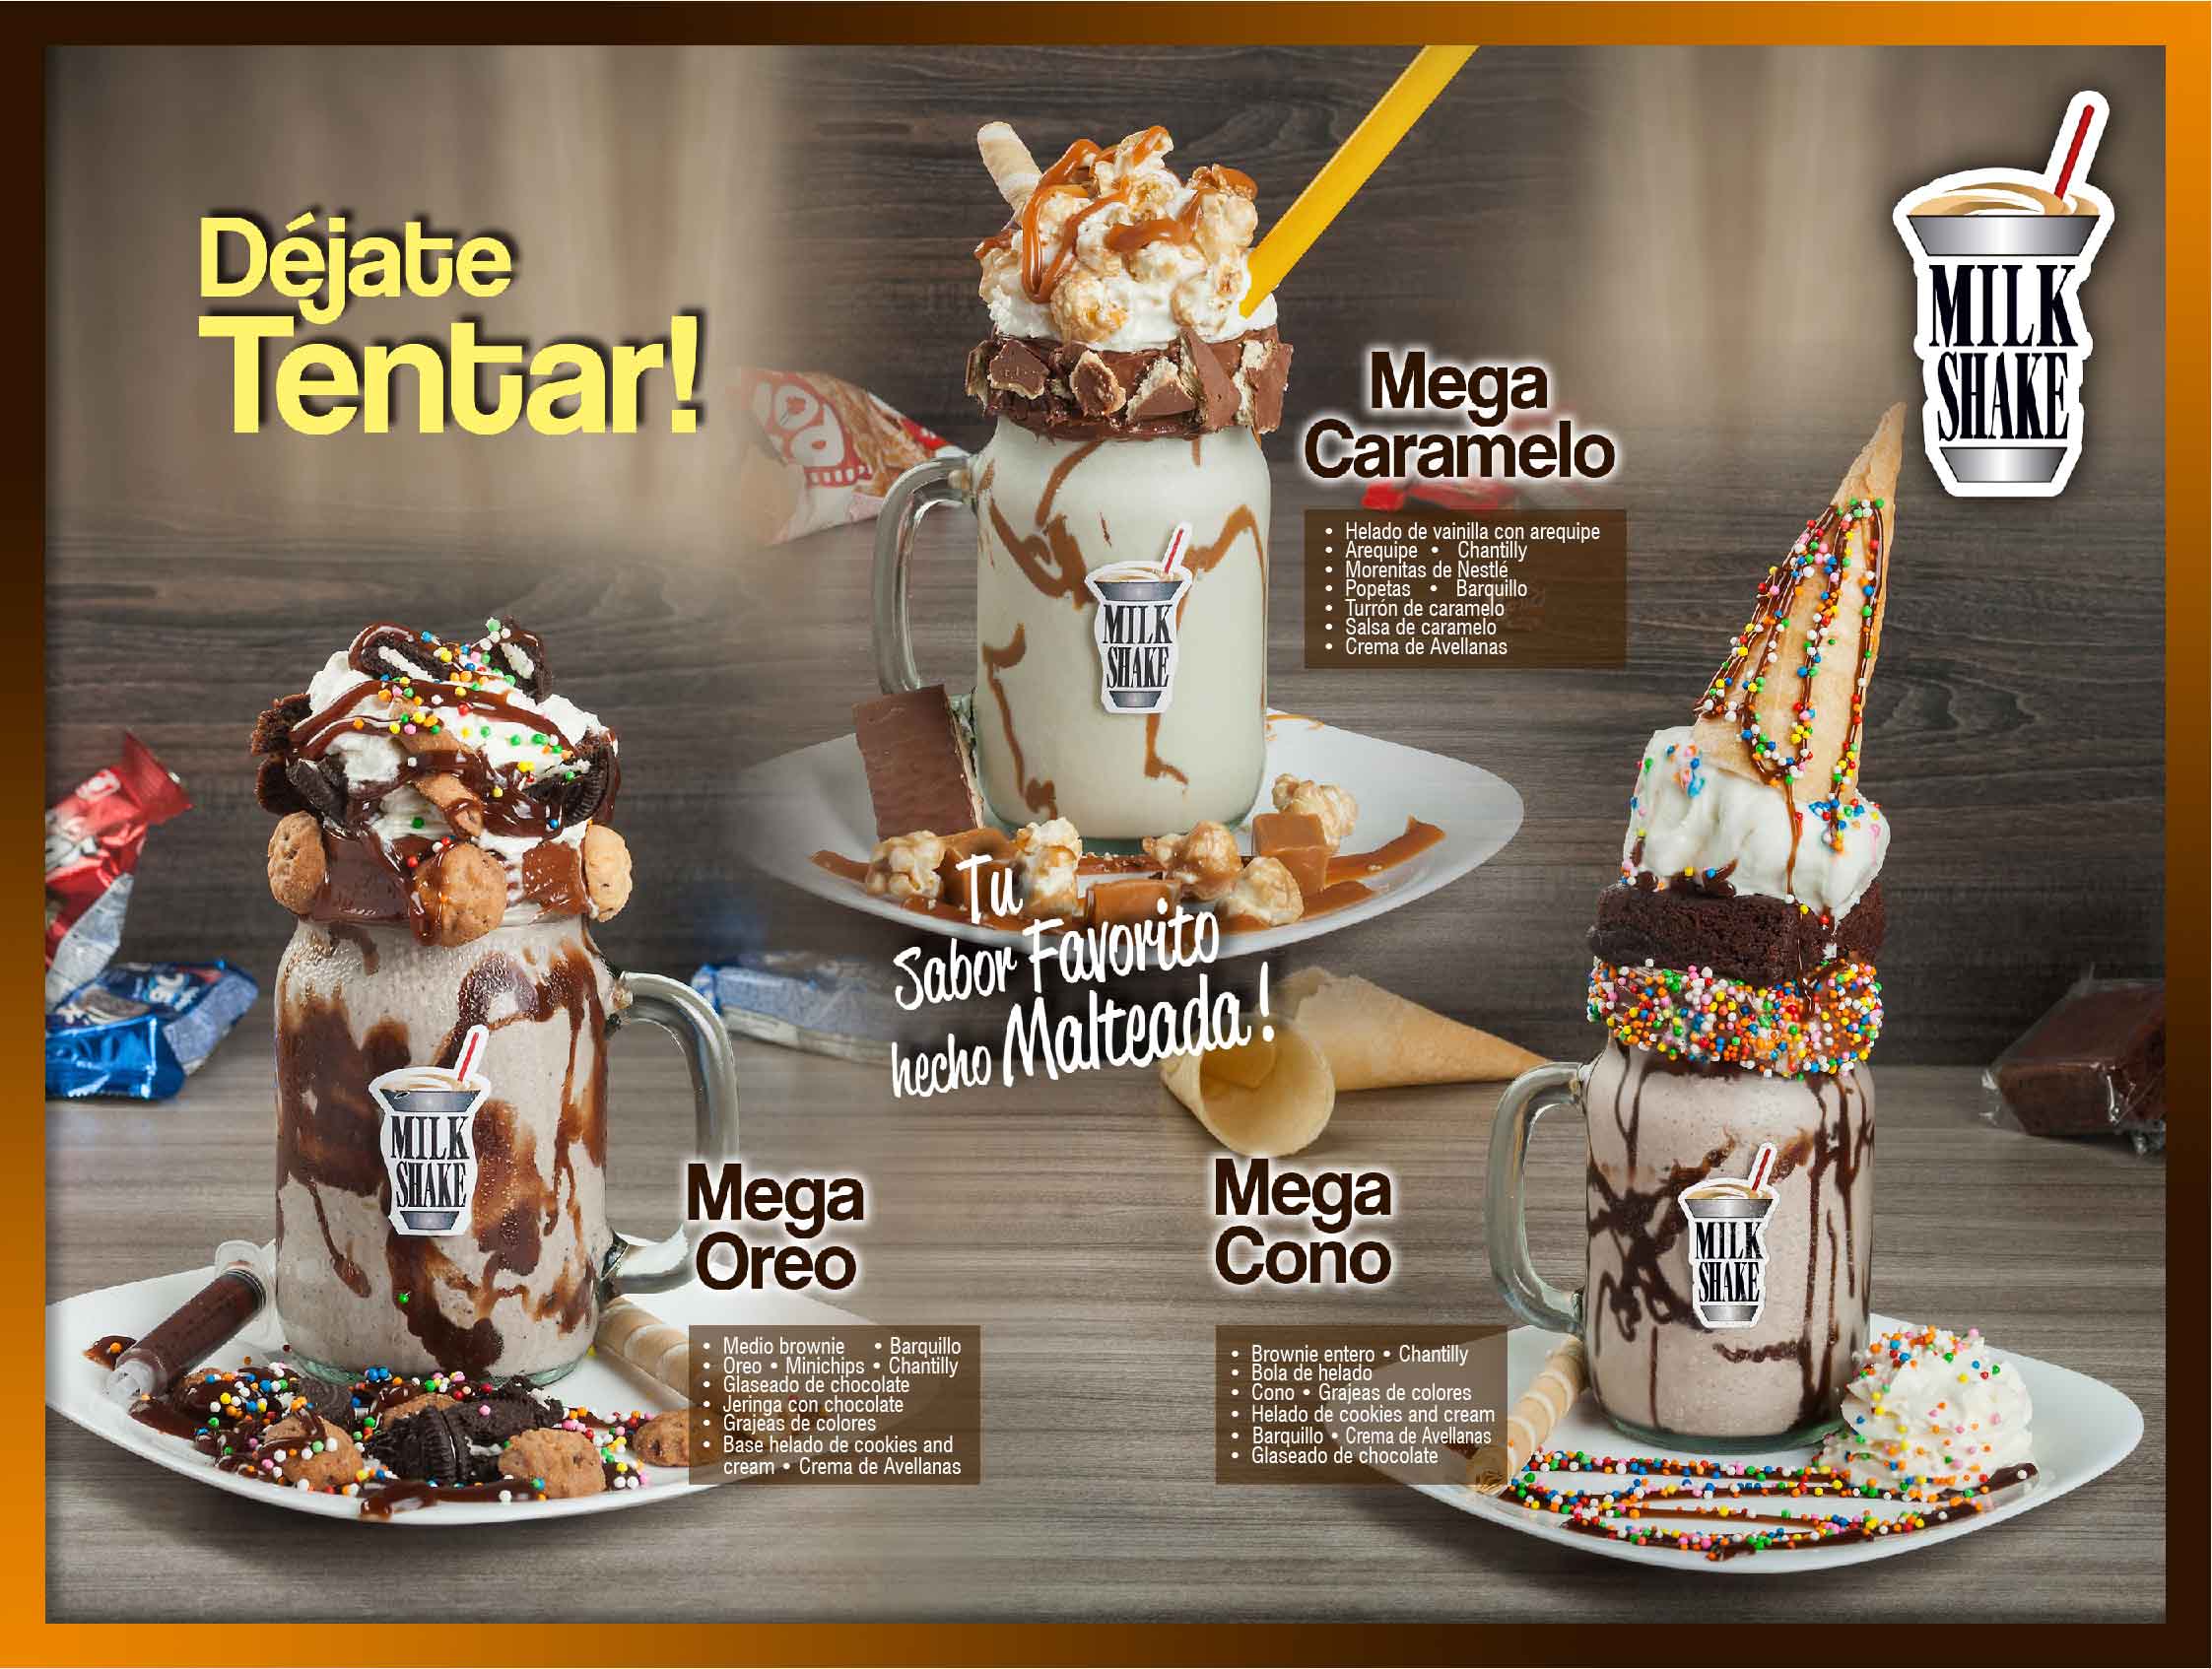 Déjate
Tentar!
MILK
SHAKE
Mega
Caramelo
• Helado de vainilla con arequipe
• Arequipe • Chantilly
• Morenitas de Nestlé
• Popetas • Barquillo
• Turrón de caramelo
• Salsa de caramelo
• Crema de Avellanas
MILK
SHAKE
Tu
Sabor Favorito
hecho Malteada!
MILK
SHAKE
Mega
Oreo
• Medio brownie • Barquillo
• Oreo • Minichips • Chantilly
• Glaseado de chocolate
• Jeringa con chocolate
• Grajeas de colores
• Base helado de cookies and
cream • Crema de Avellanas
Mega
Cono
• Brownie entero • Chantilly
• Bola de helado
• Cono • Grajeas de colores
• Helado de cookies and cream
• Barquillo • Crema de Avellanas
• Glaseado de chocolate
MILK
SHAKE